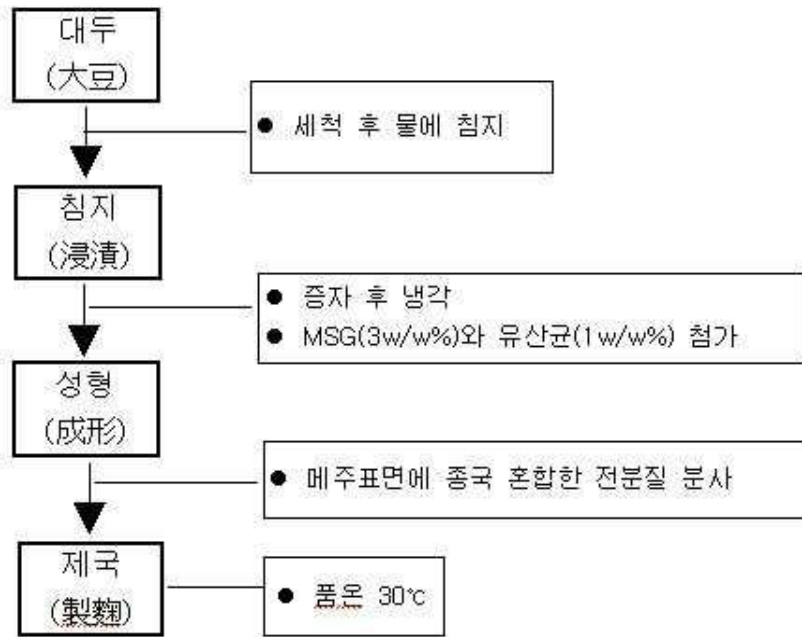 대두
(大豆)
● 세척 후 물에 침지
침지
(浸漬)
● 증자 후 냉각
● MSG(3w/w%)와 유산균(1w/w%) 첨가
성형
(成形)
● 메주표면에 종국 혼합한 전분질 분사
제국
(製麴)
● 품온 30℃